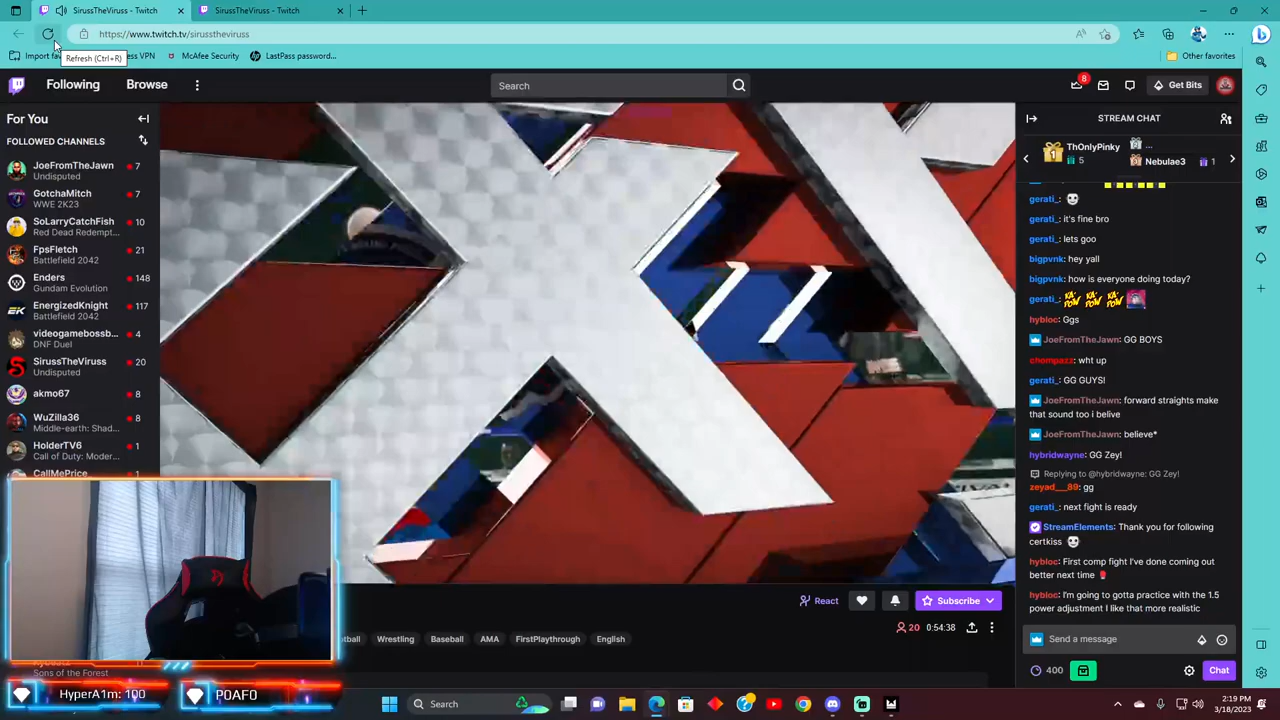 SirussTheViruss - Twitch
SirussTheViruss - Twitch
https://www.twitch.tv/sirusstheviruss
Refresh (Ctrl+R)
Import fav
ess VPN
McAfee Security
LastPass password...
Other favorites
Following
Browse
Search
8
Get Bits
For You
FOLLOWED CHANNELS
JoeFromTheJawn
7
Undisputed
GotchaMitch
7
WWE 2K23
SoLarryCatchFish
10
Red Dead Redempt...
FpsFletch
21
Battlefield 2042
Enders
148
Gundam Evolution
EnergizedKnight
117
Battlefield 2042
videogamebossb...
4
DNF Duel
SirussTheViruss
20
Undisputed
akmo67
8
WuZilla36
8
Middle-earth: Shad...
HolderTV6
1
Call of Duty: Moder...
CallMePrice
1
Sons of the Forest
HyperA1m: 100
React
Subscribe
20
0:54:38
Wrestling
Baseball
AMA
FirstPlaythrough
English
STREAM CHAT
ThOnlyPinky
5
2
...
3
Nebulae3
1
gerati_:
gerati_: it's fine bro
gerati_: lets goo
bigpvnk: hey yall
bigpvnk: how is everyone doing today?
gerati_:
hybloc: Ggs
JoeFromTheJawn: GG BOYS
chompazz: wht up
gerati_: GG GUYS!
JoeFromTheJawn: forward straights make
that sound too i belive
JoeFromTheJawn: believe*
hybridwayne: GG Zey!
Replying to @hybridwayne: GG Zey!
zeyad___89: gg
gerati_: next fight is ready
StreamElements: Thank you for following
certkiss
hybloc: First comp fight I've done coming out
better next time
hybloc: I'm going to gotta practice with the 1.5
power adjustment I like that more realistic
Send a message
400
Chat
Search
2:19 PM
3/18/2023